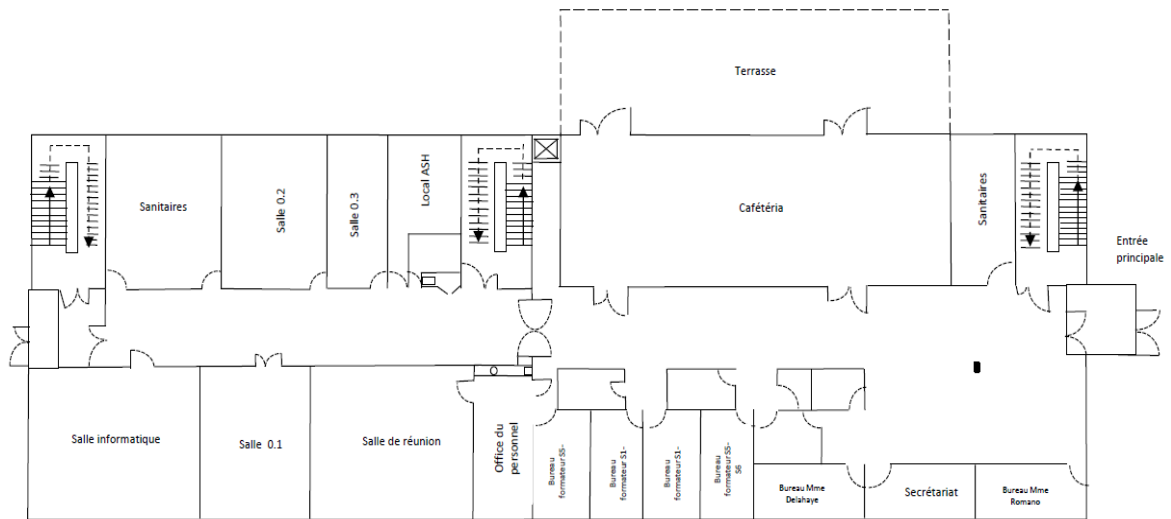 Terrasse
Sanitaires
Salle 0.2
Salle 0.3
Local ASH
Cafétéria
Sanitaires
Entrée
principale
Salle informatique
Salle 0.1
Salle de réunion
Office du
personnel
Bureau
formateur S5-
Bureau
formateur S1-
Bureau
formateur S1-
Bureau
formateur S5-
S6
Bureau Mme
Delahaye
Secrétariat
Bureau Mme
Romano